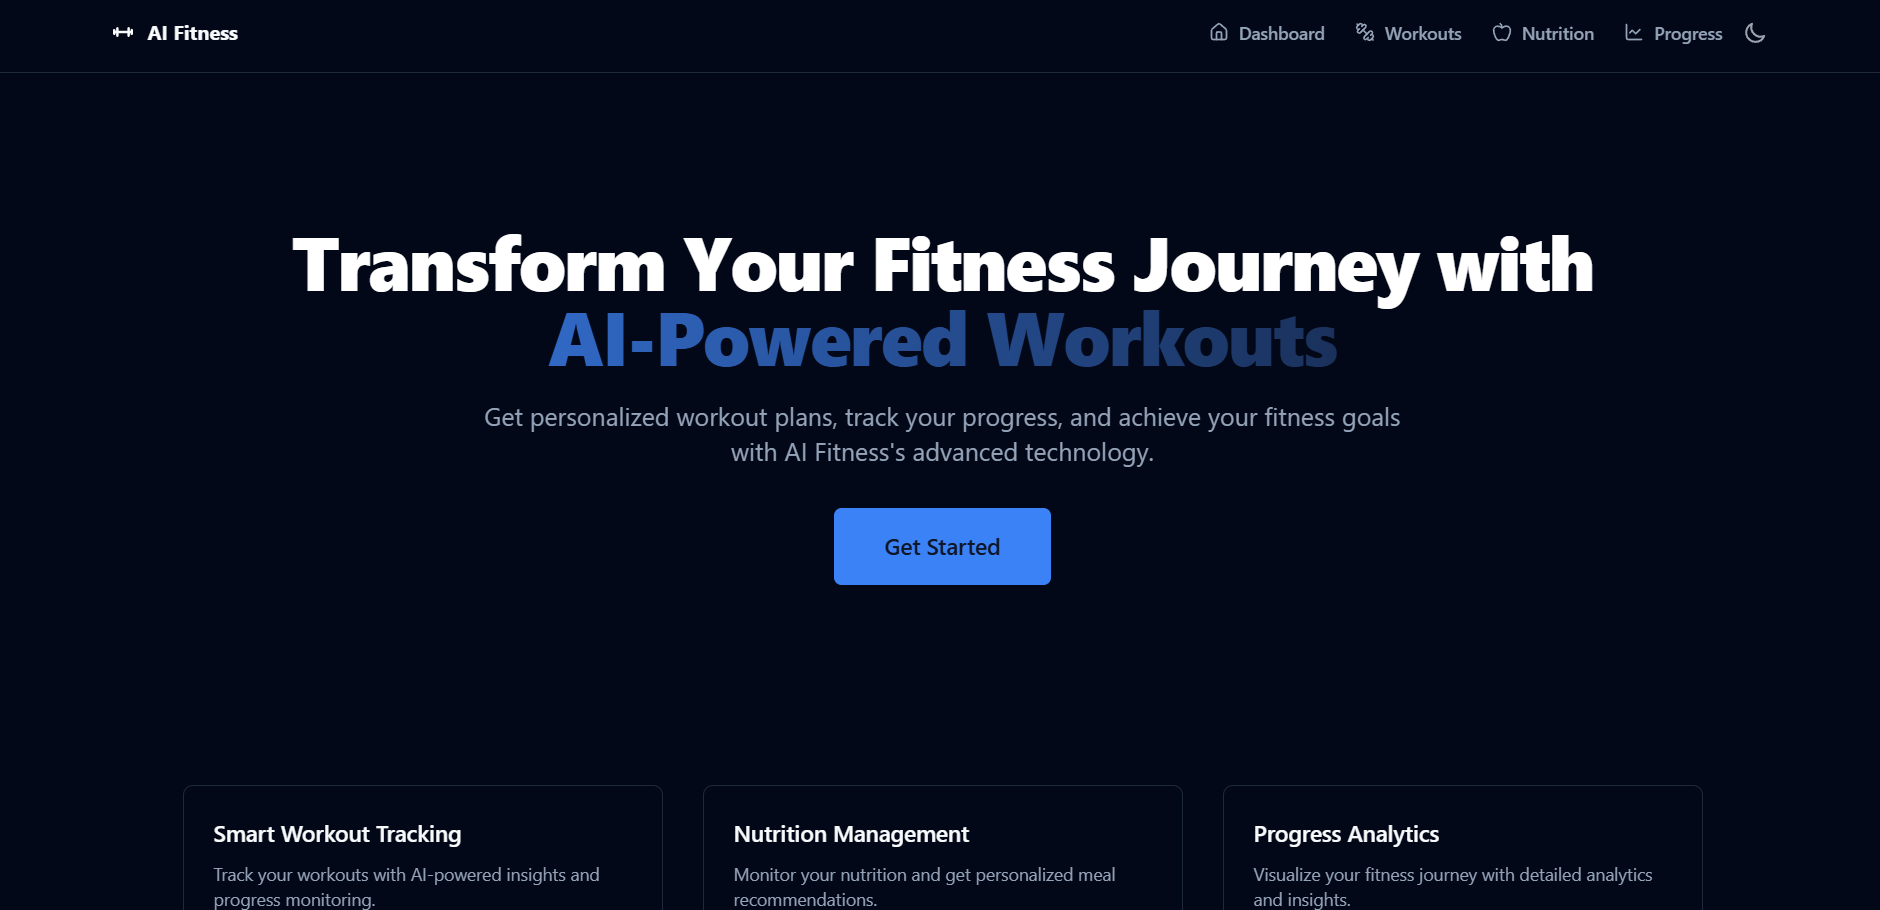 AI Fitness
Dashboard
Workouts
Nutrition
Progress
Transform Your Fitness Journey with
AI-Powered Workouts
Get personalized workout plans, track your progress, and achieve your fitness goals
with AI Fitness's advanced technology.
Get Started
Smart Workout Tracking
Track your workouts with AI-powered insights and
progress monitoring.
Nutrition Management
Monitor your nutrition and get personalized meal
recommendations.
Progress Analytics
Visualize your fitness journey with detailed analytics
and insights.